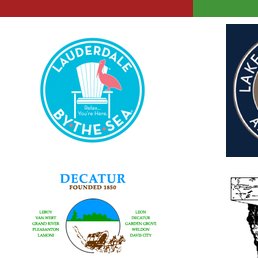 LAUDERDALE
Relax...
You're Here
BY THE SEA
LAKE
A
DECATUR
FOUNDED 1850
LEROY
VAN WERT
GRAND RIVER
PLEASANTON
LAMONI
LEON
DECATUR
GARDEN GROVE
WELDON
DAVIS CITY